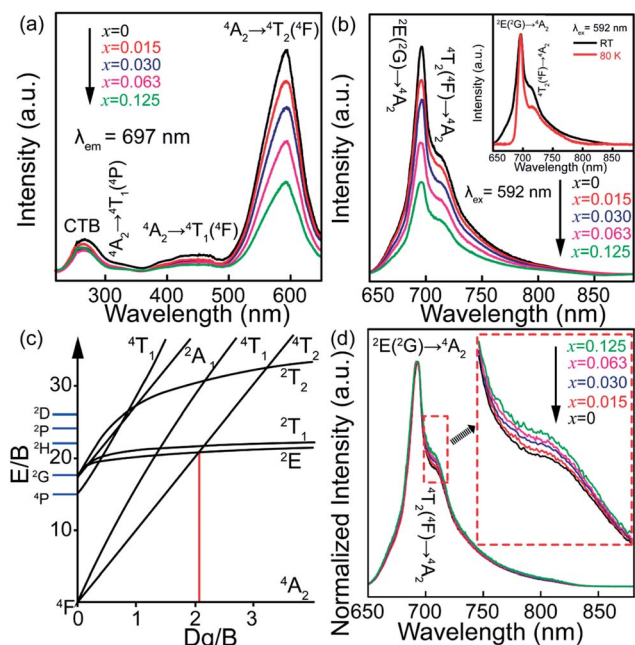 (a)
x=0
x=0.015
x=0.030
x=0.063
x=0.125
⁴A₂→⁴T₂(⁴F)
λem = 697 nm
CTB
⁴A₂→⁴T₁(⁴P)
⁴A₂→⁴T₁(⁴F)
Intensity (a.u.)
200 300 400 500 600
Wavelength (nm)
(b)
²E(²G)→⁴A₂
⁴T₂(⁴F)→⁴A₂
²E(²G)→⁴A₂
λex= 592 nm
RT
80 K
⁴T₂(⁴F)→⁴A₂
Intensity (a.u.)
650 700 750 800 850
Wavelength (nm)
λex= 592 nm
x=0
x=0.015
x=0.030
x=0.063
x=0.125
Intensity (a.u.)
650 700 750 800 850
Wavelength (nm)
(c)
⁴T₁
²A₁
⁴T₁
⁴T₂
²T₂
²T₁
²E
⁴A₂
30
20
10
²D
²P
²H
²G
⁴P
⁴F
E/B
0 1 2 3
Dq/B
(d)
²E(²G)→⁴A₂
x=0.125
x=0.063
x=0.030
x=0.015
x=0
⁴T₂(⁴F)→⁴A₂
Normalized Intensity (a.u.)
650 700 750 800 850
Wavelength (nm)